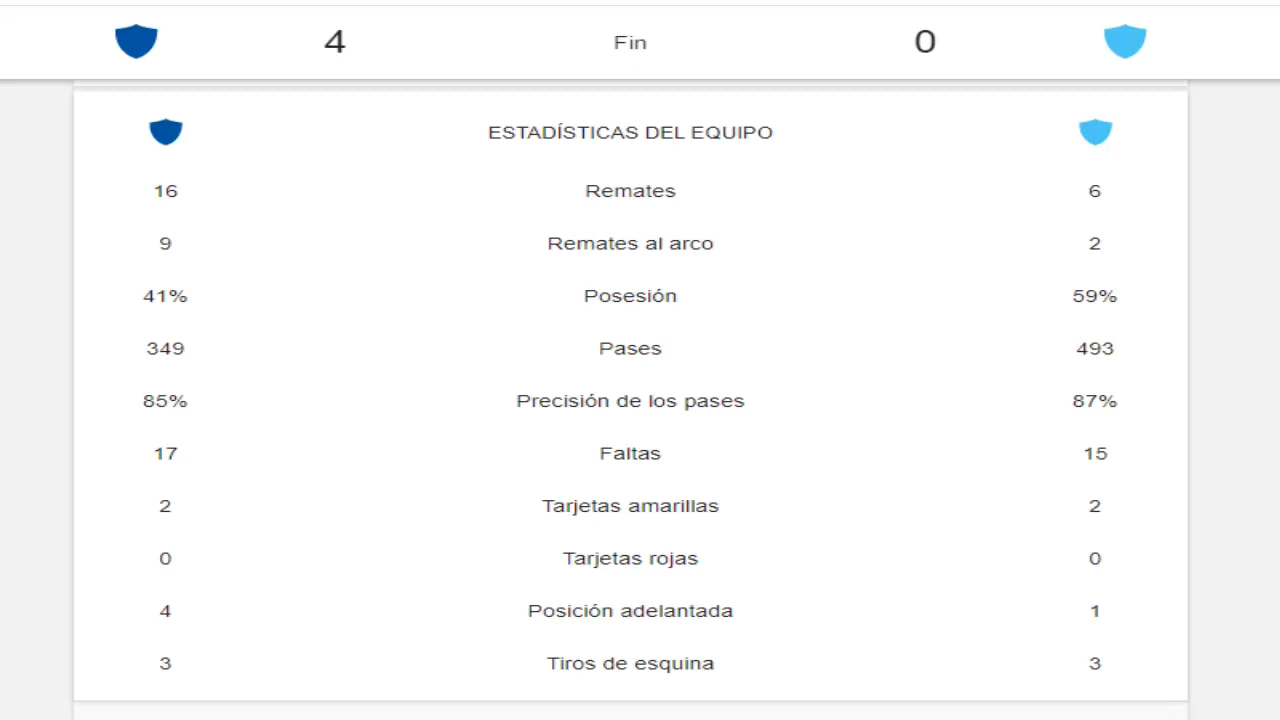 4 Fin 0
ESTADÍSTICAS DEL EQUIPO
16 Remates 6
9 Remates al arco 2
41% Posesión 59%
349 Pases 493
85% Precisión de los pases 87%
17 Faltas 15
2 Tarjetas amarillas 2
0 Tarjetas rojas 0
4 Posición adelantada 1
3 Tiros de esquina 3